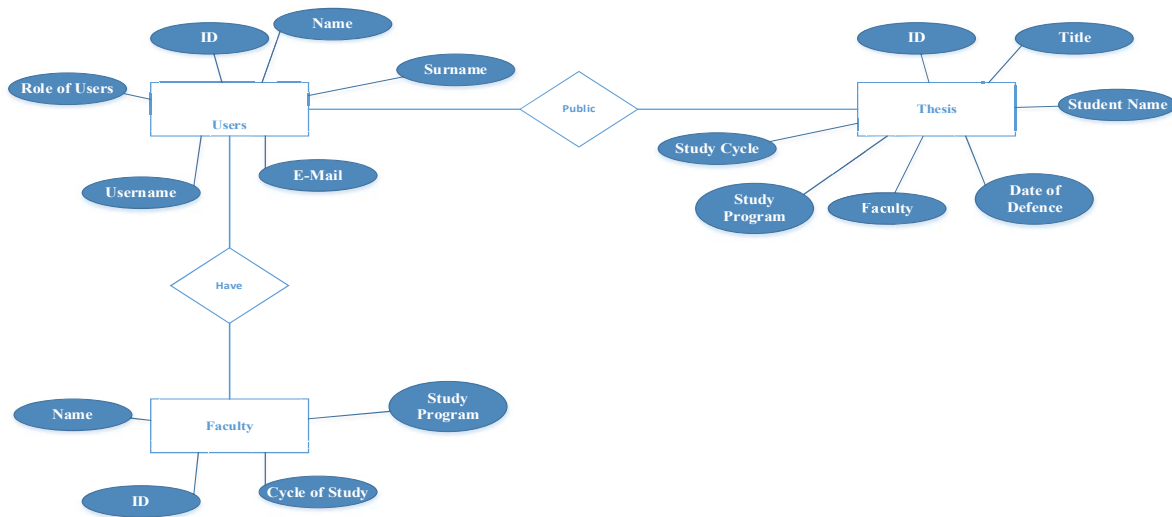 ID
Name
Role of Users
Surname
Users
Username
E-Mail
Public
ID
Title
Thesis
Student Name
Study Cycle
Study
Program
Faculty
Date of
Defence
Have
Name
Faculty
Study
Program
ID
Cycle of Study